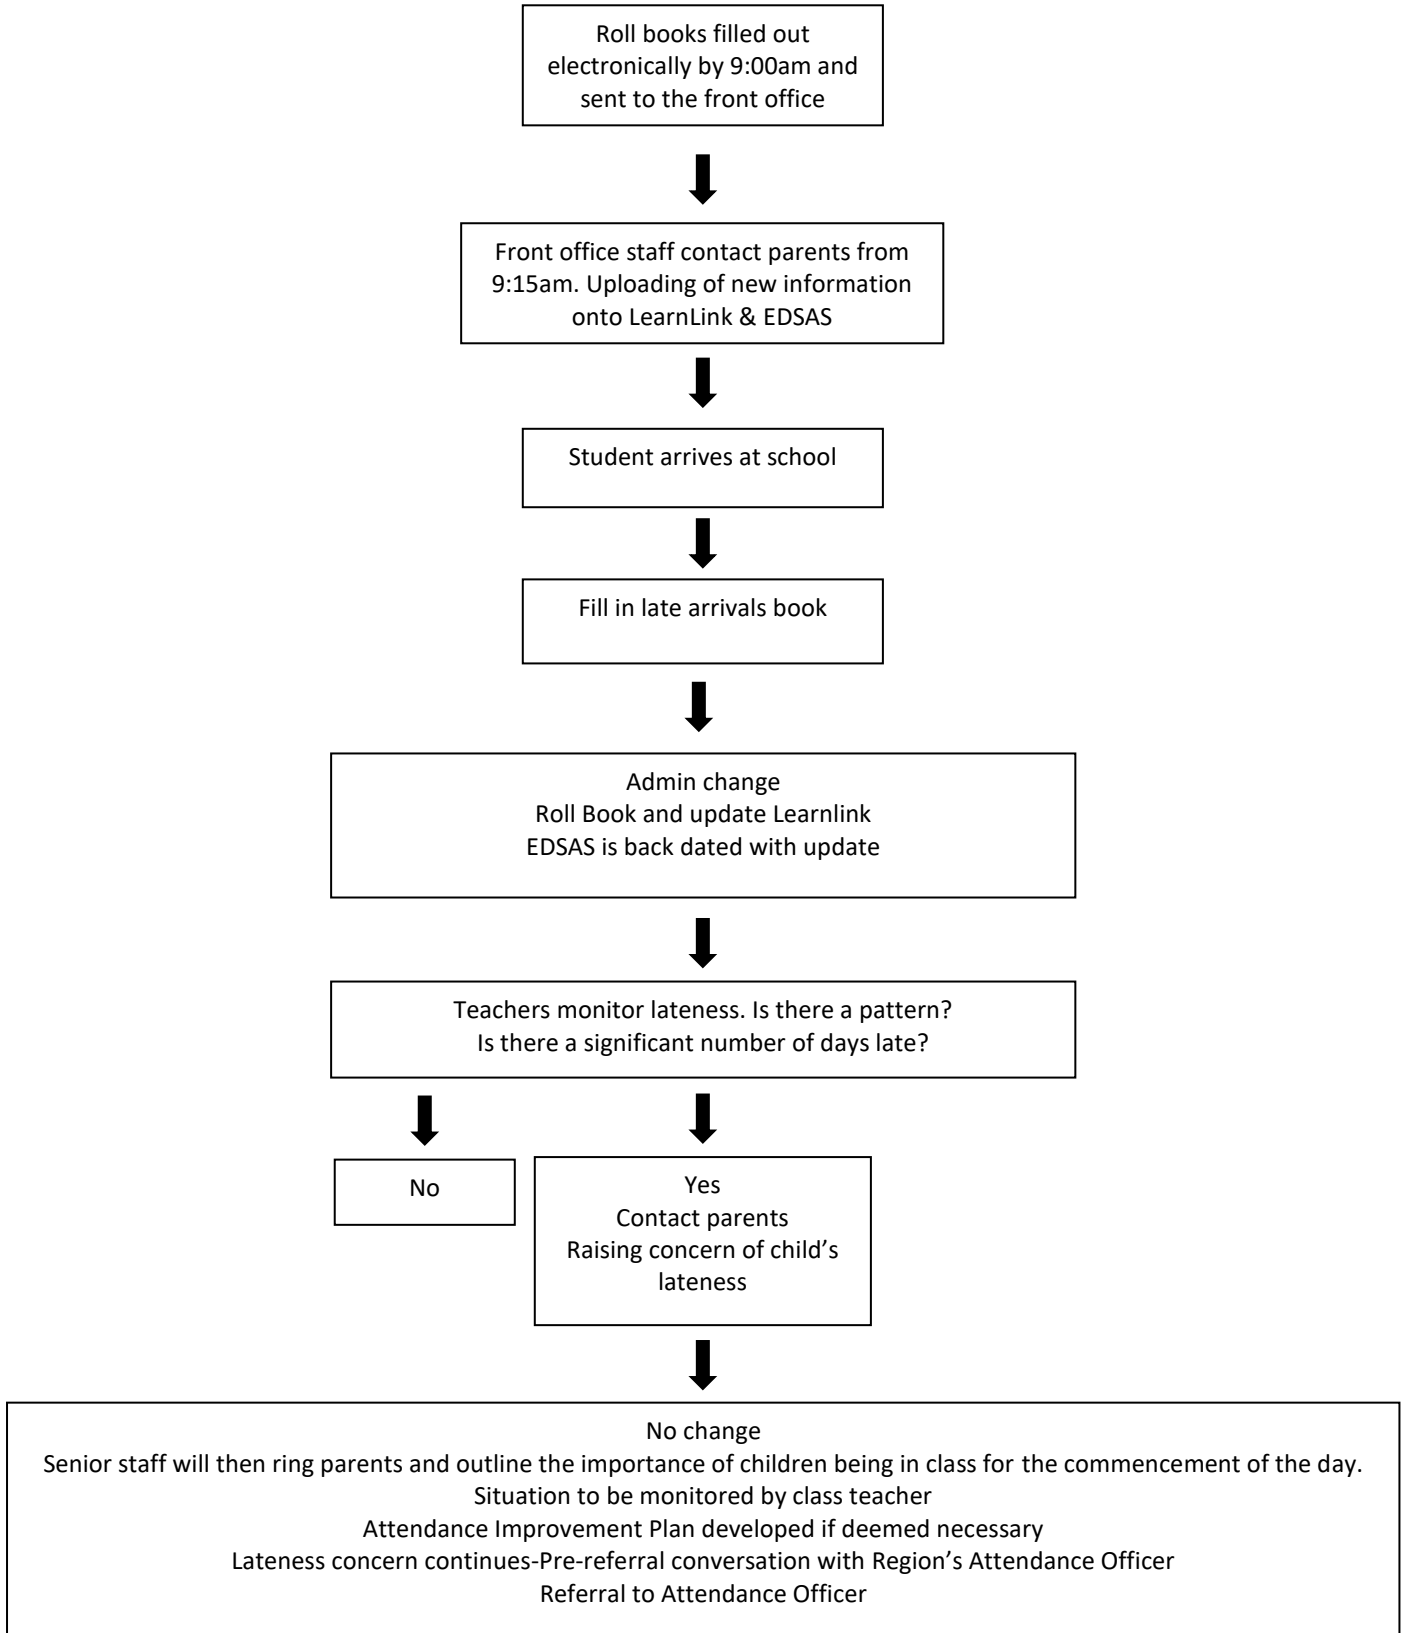 Roll books filled out
electronically by 9:00am and
sent to the front office
Front office staff contact parents from
9:15am. Uploading of new information
onto LearnLink & EDSAS
Student arrives at school
Fill in late arrivals book
Admin change
Roll Book and update Learnlink
EDSAS is back dated with update
Teachers monitor lateness. Is there a pattern?
Is there a significant number of days late?
No
Yes
Contact parents
Raising concern of child’s
lateness
No change
Senior staff will then ring parents and outline the importance of children being in class for the commencement of the day.
Situation to be monitored by class teacher
Attendance Improvement Plan developed if deemed necessary
Lateness concern continues-Pre-referral conversation with Region’s Attendance Officer
Referral to Attendance Officer